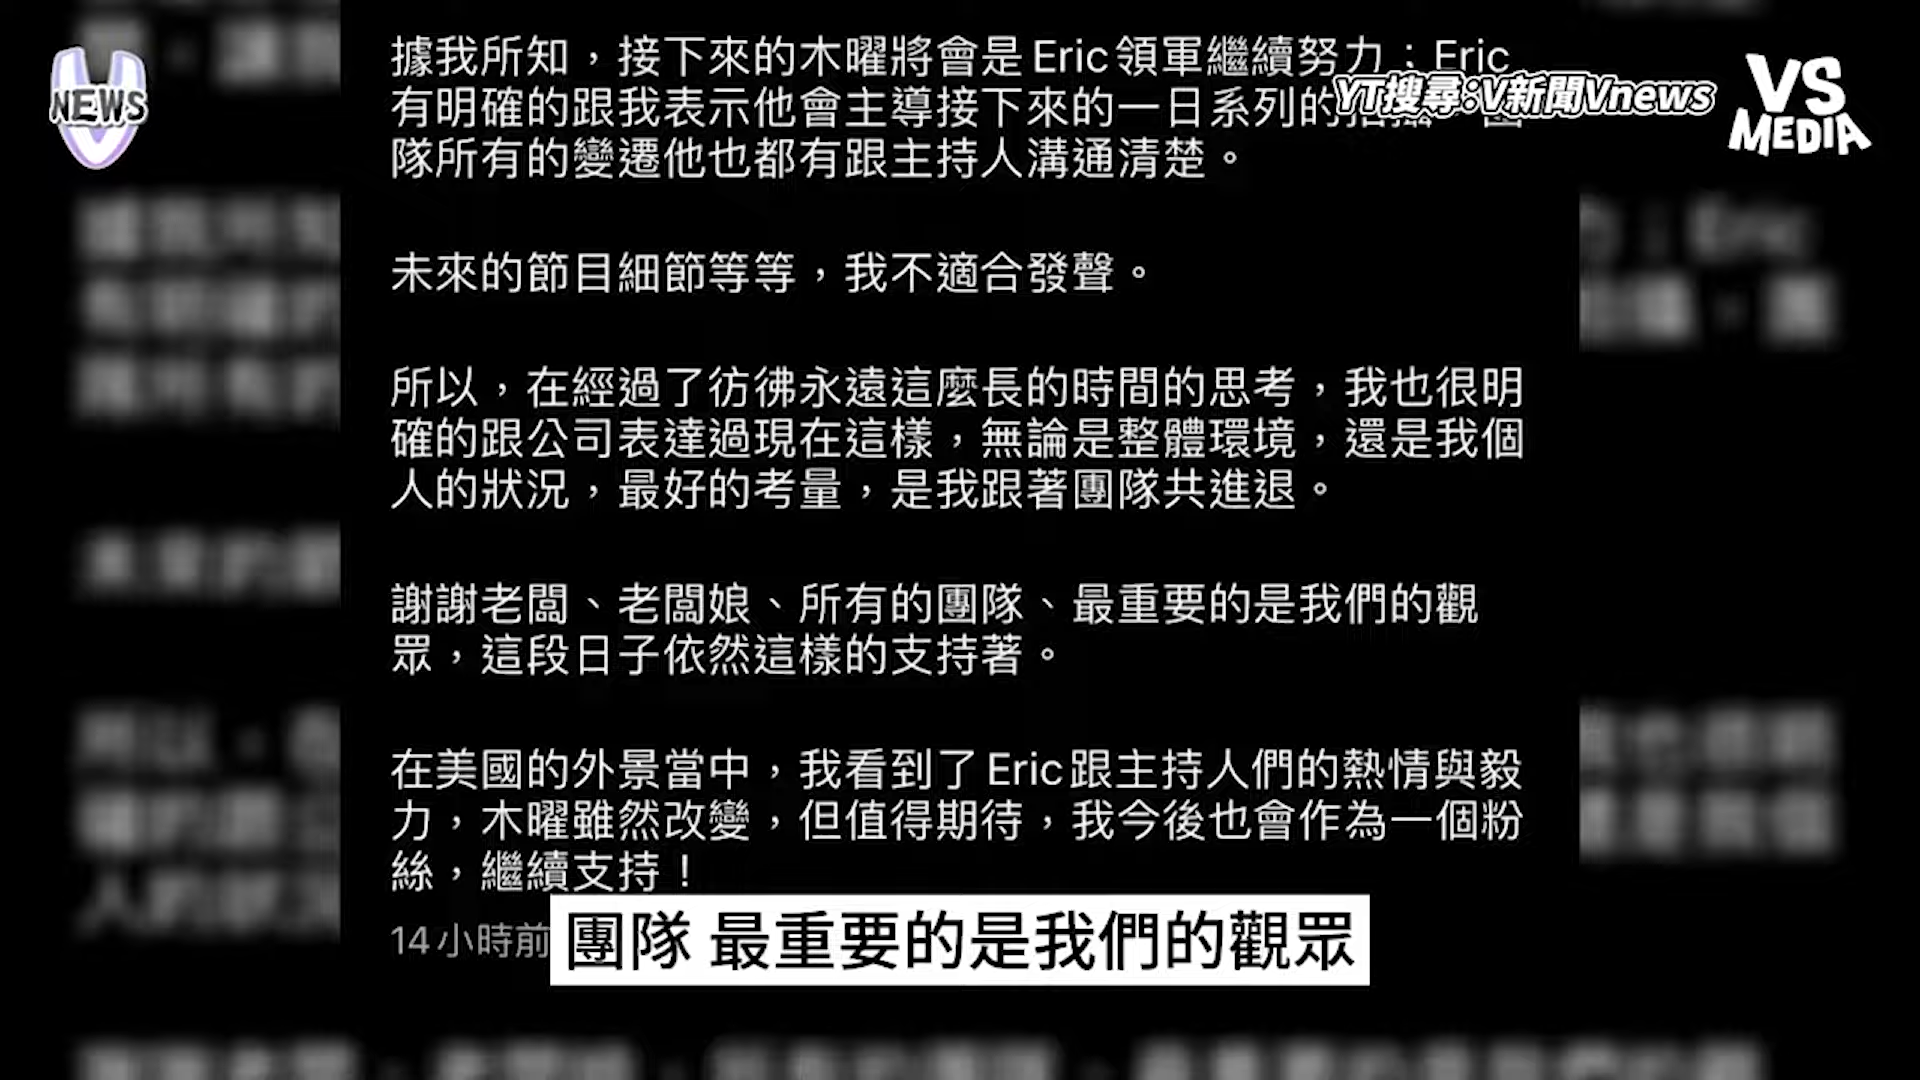 據我所知，接下來的木曜將會是Eric領軍繼續努力；Eric
有明確的跟我表示他會主導接下來的一日系列的
隊所有的變遷他也都有跟主持人溝通清楚。
未來的節目細節等等，我不適合發聲。
所以，在經過了彷彿永遠這麼長的時間的思考，我也很明
確的跟公司表達過現在這樣，無論是整體環境，還是我個
人的狀況，最好的考量，是我跟著團隊共進退。
謝謝老闆、老闆娘、所有的團隊、最重要的是我們的觀
眾，這段日子依然這樣的支持著。
在美國的外景當中，我看到了Eric跟主持人們的熱情與毅
力，木曜雖然改變，但值得期待，我今後也會作為一個粉
絲，繼續支持！
14小時前
團隊 最重要的是我們的觀眾
NEWS
YT搜尋:V新聞Vnews
VS
MEDIA